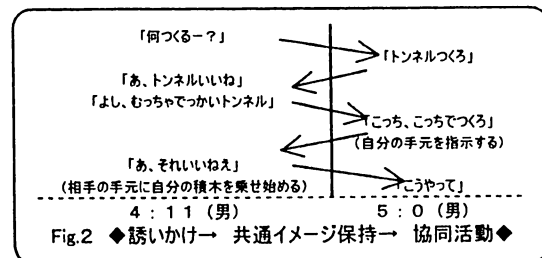 「何つくるー？」
「トンネルつくろ」
「あ、トンネルいいね」
「よし、むっちゃでっかいトンネル」
「こっち、こっちでつくろ」
(自分の手元を指示する)
「あ、それいいねえ」
(相手の手元に自分の積木を乗せ始める)
「こうやって」
4：11（男） 5：0（男）
Fig.2 ◆誘いかけ→ 共通イメージ保持→ 協同活動◆